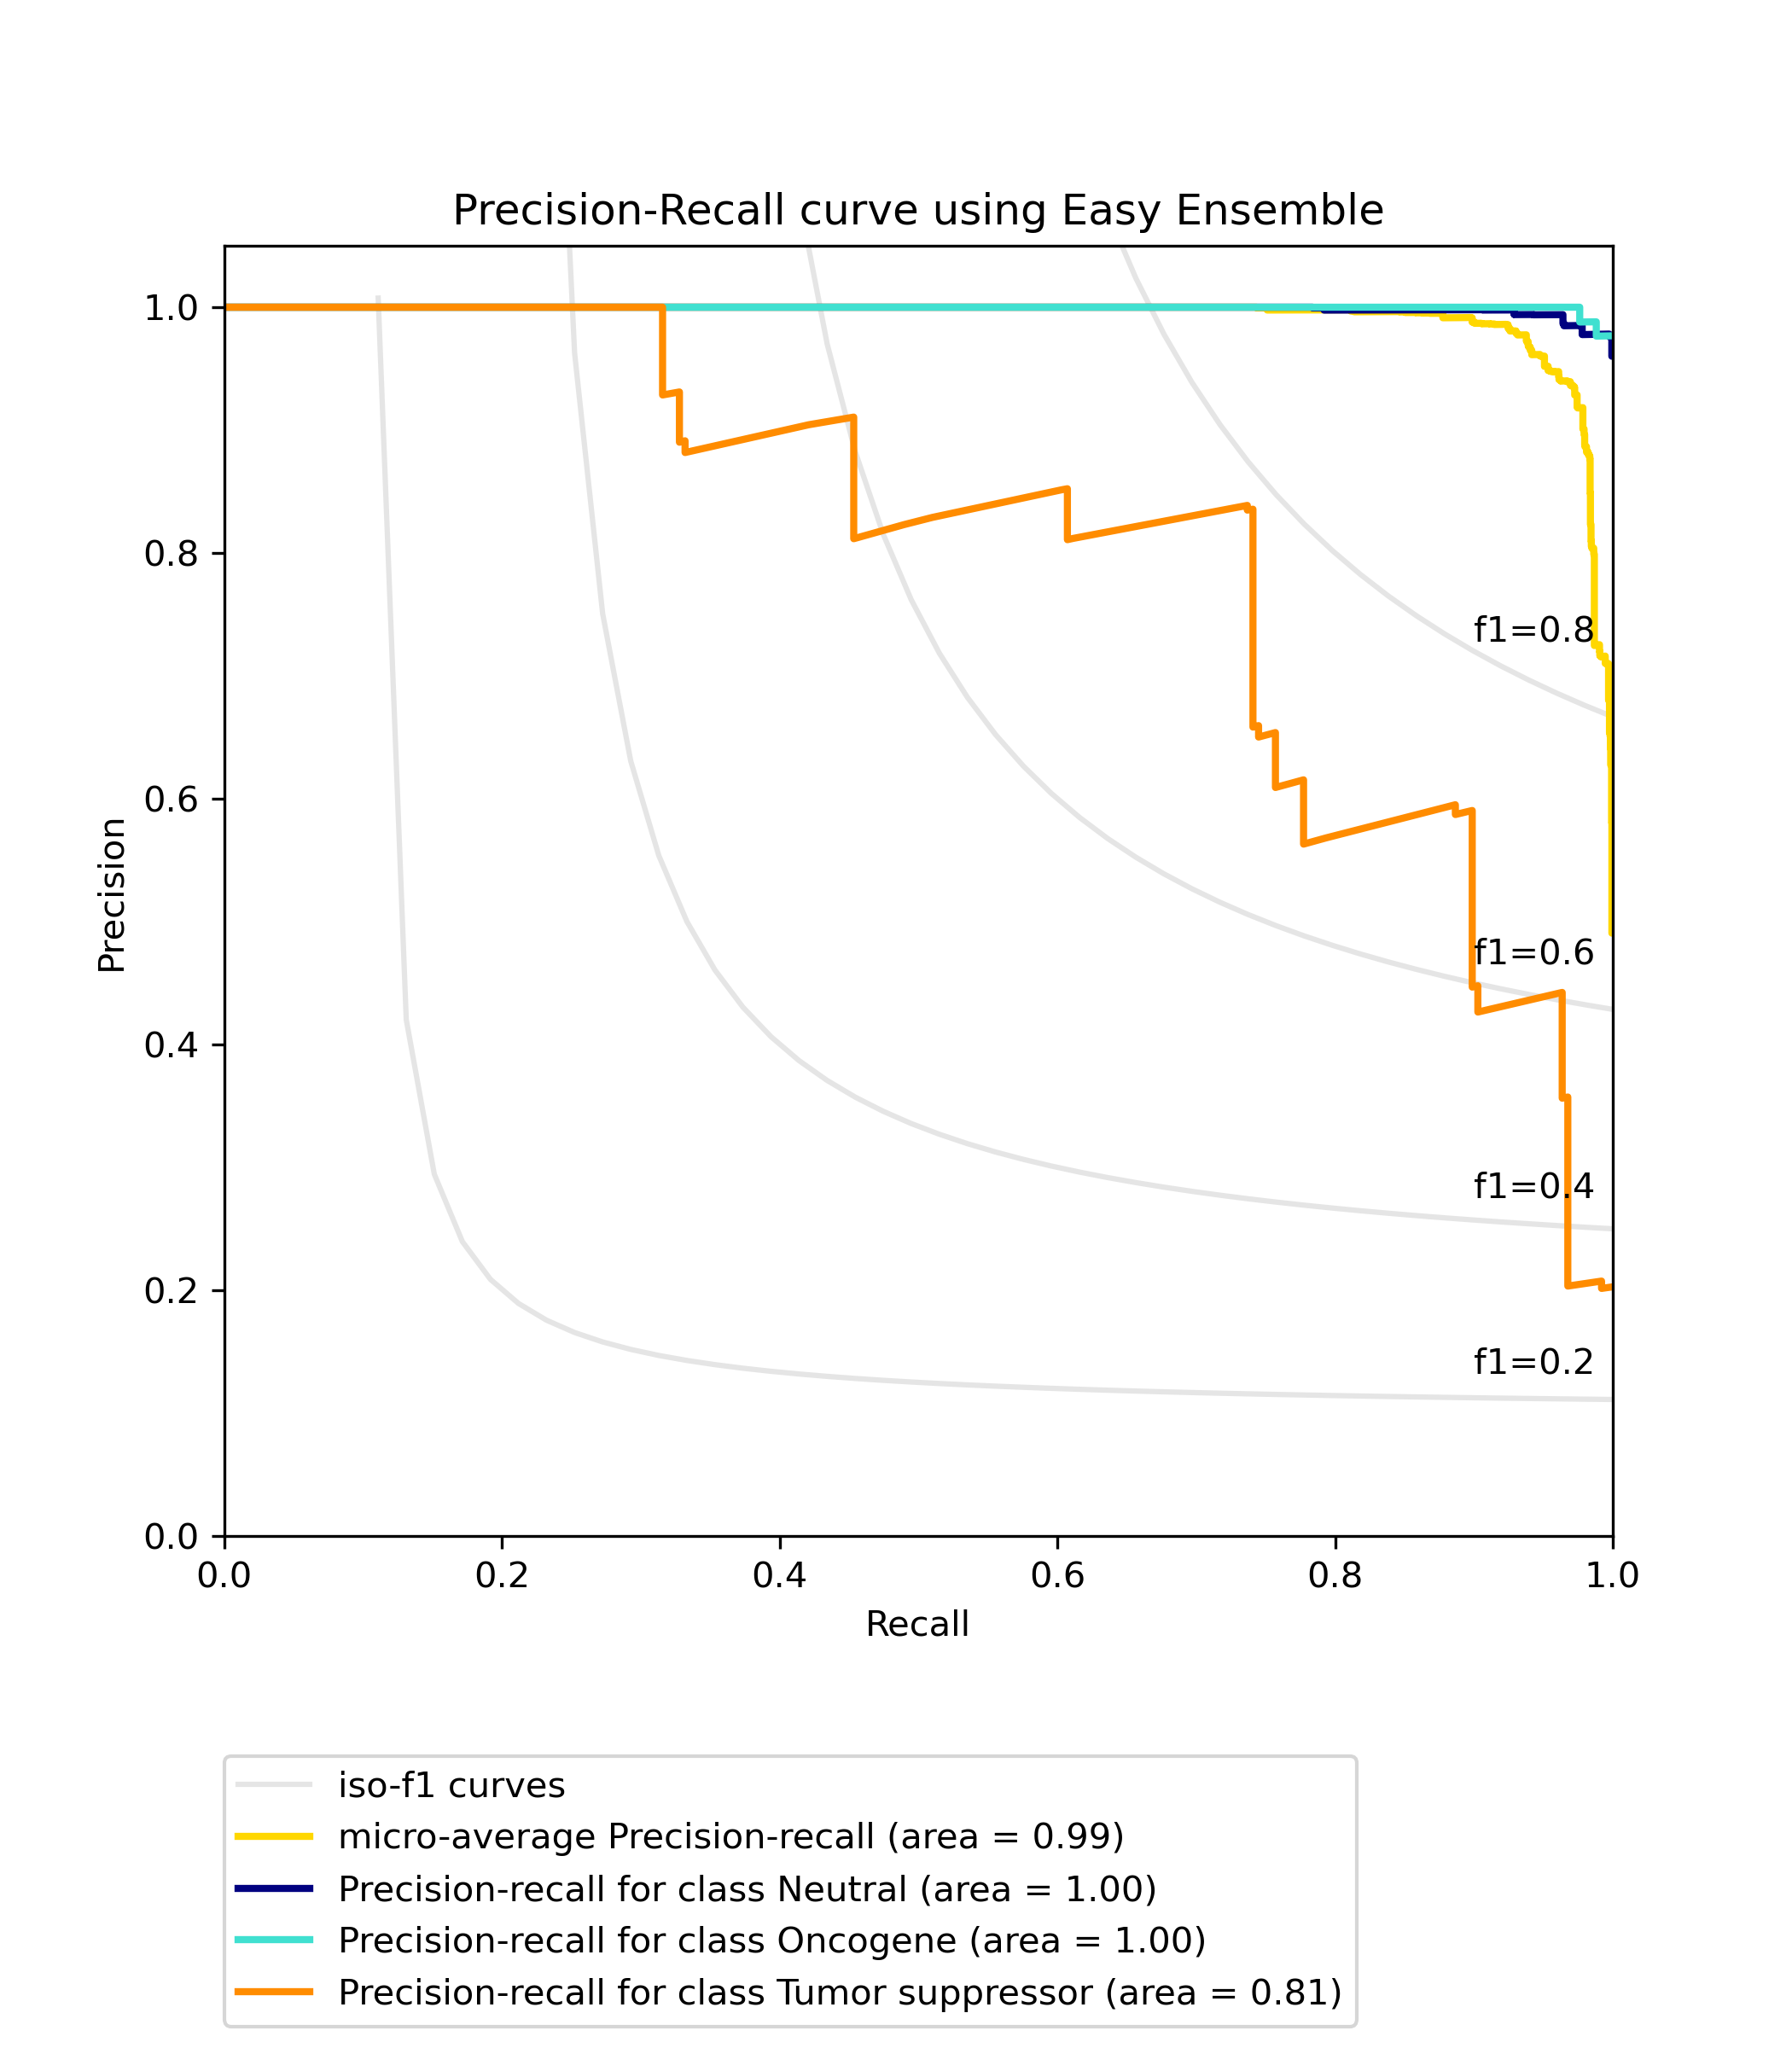 Precision-Recall curve using Easy Ensemble
1.0
0.8
0.6
0.4
0.2
0.0
Precision
f1=0.8
f1=0.6
f1=0.4
f1=0.2
0.0 0.2 0.4 0.6 0.8 1.0
Recall
iso-f1 curves
micro-average Precision-recall (area = 0.99)
Precision-recall for class Neutral (area = 1.00)
Precision-recall for class Oncogene (area = 1.00)
Precision-recall for class Tumor suppressor (area = 0.81)